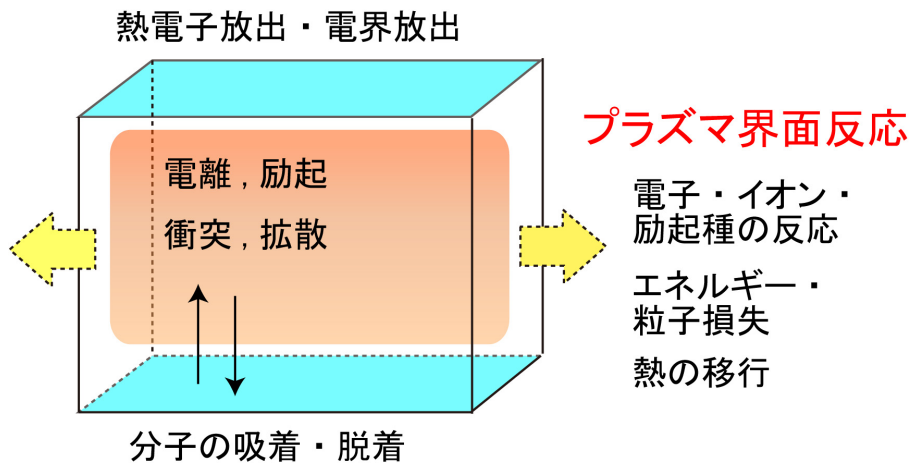 熱電子放出・電界放出
電離 , 励起
衝突 , 拡散
分子の吸着・脱着
プラズマ界面反応
電子・イオン・
励起種の反応
エネルギー・
粒子損失
熱の移行